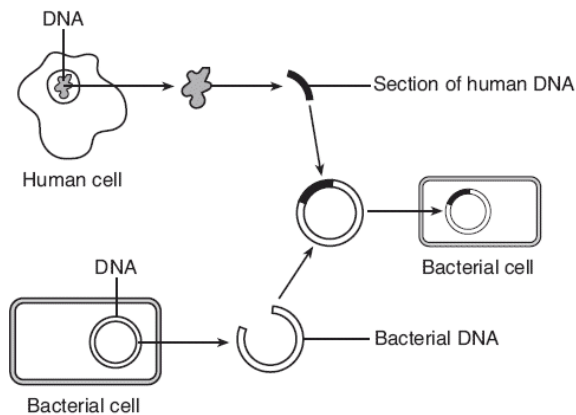 DNA
Section of human DNA
Human cell
Bacterial cell
DNA
Bacterial DNA
Bacterial cell